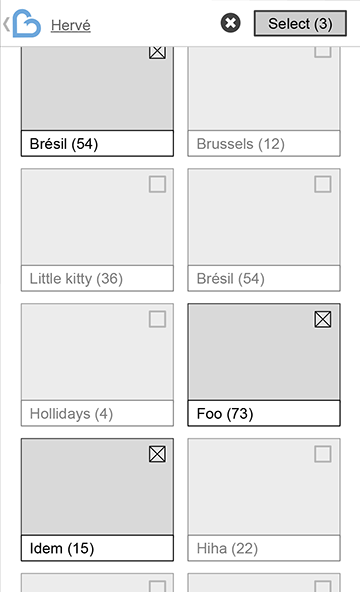 Hervé
Select (3)
Brésil (54)
Brussels (12)
Little kitty (36)
Brésil (54)
Hollidays (4)
Foo (73)
Idem (15)
Hiha (22)